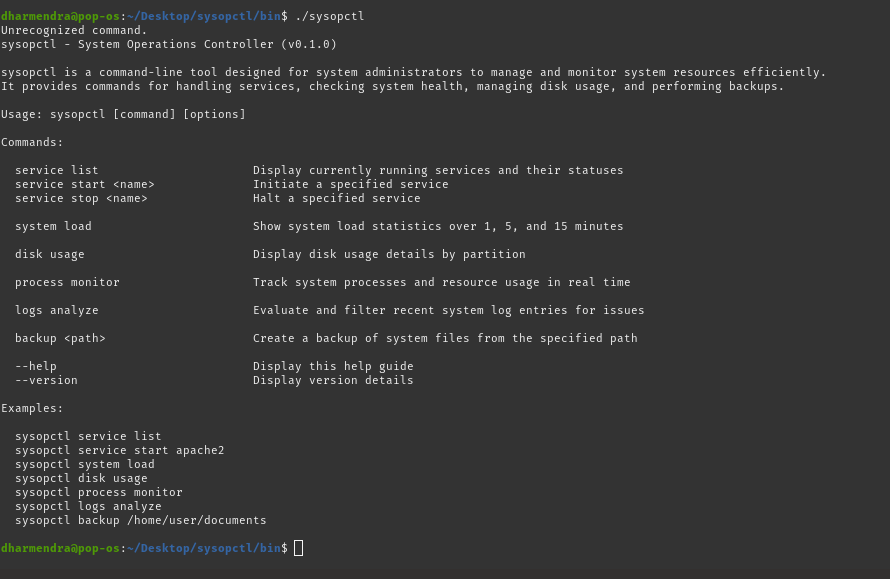 dharmendra@pop-os:~/Desktop/sysopctl/bin$ ./sysopctl
Unrecognized command.
sysopctl - System Operations Controller (v0.1.0)
sysopctl is a command-line tool designed for system administrators to manage and monitor system resources efficiently.
It provides commands for handling services, checking system health, managing disk usage, and performing backups.
Usage: sysopctl [command] [options]
Commands:
service list Display currently running services and their statuses
service start <name> Initiate a specified service
service stop <name> Halt a specified service
system load Show system load statistics over 1, 5, and 15 minutes
disk usage Display disk usage details by partition
process monitor Track system processes and resource usage in real time
logs analyze Evaluate and filter recent system log entries for issues
backup <path> Create a backup of system files from the specified path
--help Display this help guide
--version Display version details
Examples:
sysopctl service list
sysopctl service start apache2
sysopctl system load
sysopctl disk usage
sysopctl process monitor
sysopctl logs analyze
sysopctl backup /home/user/documents
dharmendra@pop-os:~/Desktop/sysopctl/bin$